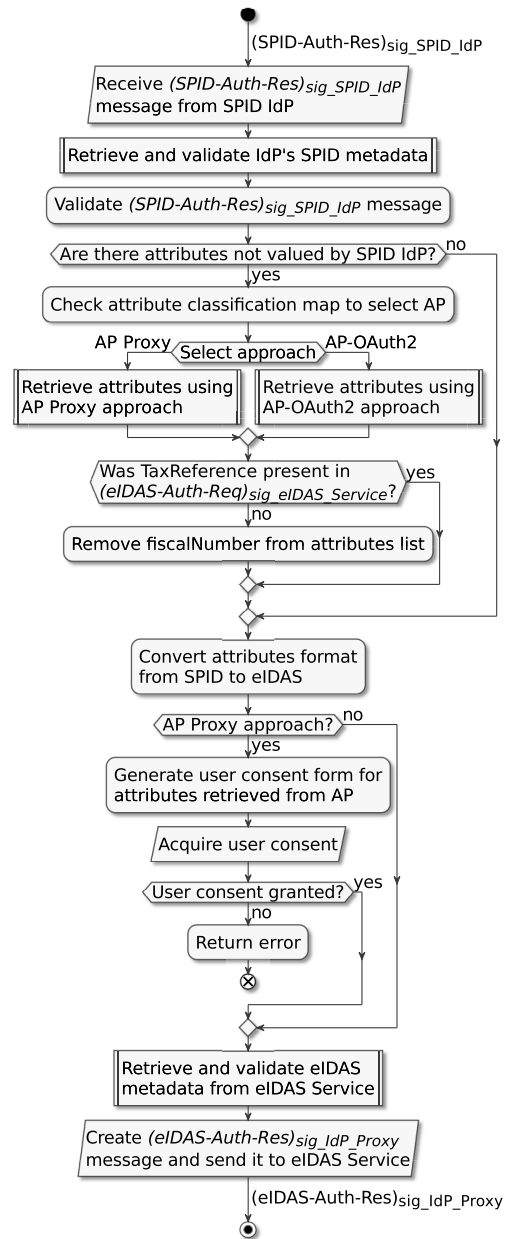 (SPID-Auth-Res)sig_SPID_IdP
Receive (SPID-Auth-Res)sig_SPID_IdP
message from SPID IdP
Retrieve and validate IdP's SPID metadata
Validate (SPID-Auth-Res)sig_SPID_IdP message
Are there attributes not valued by SPID IdP?
no
yes
Check attribute classification map to select AP
AP Proxy
Select approach
AP-OAuth2
Retrieve attributes using
AP Proxy approach
Retrieve attributes using
AP-OAuth2 approach
Was TaxReference present in
(eIDAS-Auth-Req)sig_eIDAS_Service?
yes
no
Remove fiscalNumber from attributes list
Convert attributes format
from SPID to eIDAS
AP Proxy approach?
no
yes
Generate user consent form for
attributes retrieved from AP
Acquire user consent
User consent granted?
yes
no
Return error
Retrieve and validate eIDAS
metadata from eIDAS Service
Create (eIDAS-Auth-Res)sig_IdP_Proxy
message and send it to eIDAS Service
(eIDAS-Auth-Res)sig_IdP_Proxy